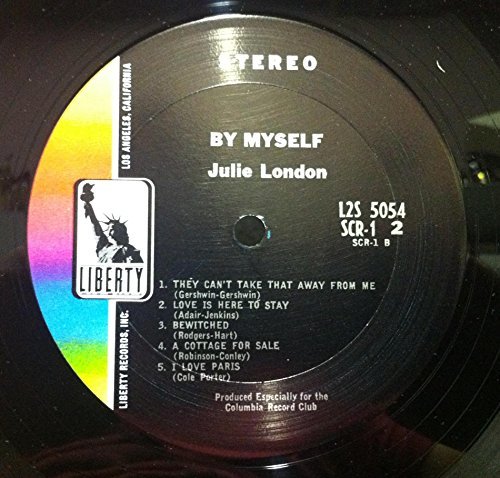 STEREO
BY MYSELF
Julie London
L2S 5054
SCR-1 2
SCR-1 B
1. THEY CAN'T TAKE THAT AWAY FROM ME
(Gershwin-Gershwin)
2. LOVE IS HERE TO STAY
(Adair-Jenkins)
3. BEWITCHED
(Rodgers-Hart)
4. A COTTAGE FOR SALE
(Robinson-Conley)
5. I LOVE PARIS
(Cole Porter)
Produced Especially for the
Columbia Record Club
LIBERTY
LIBERTY RECORDS, INC.
LOS ANGELES, CALIFORNIA